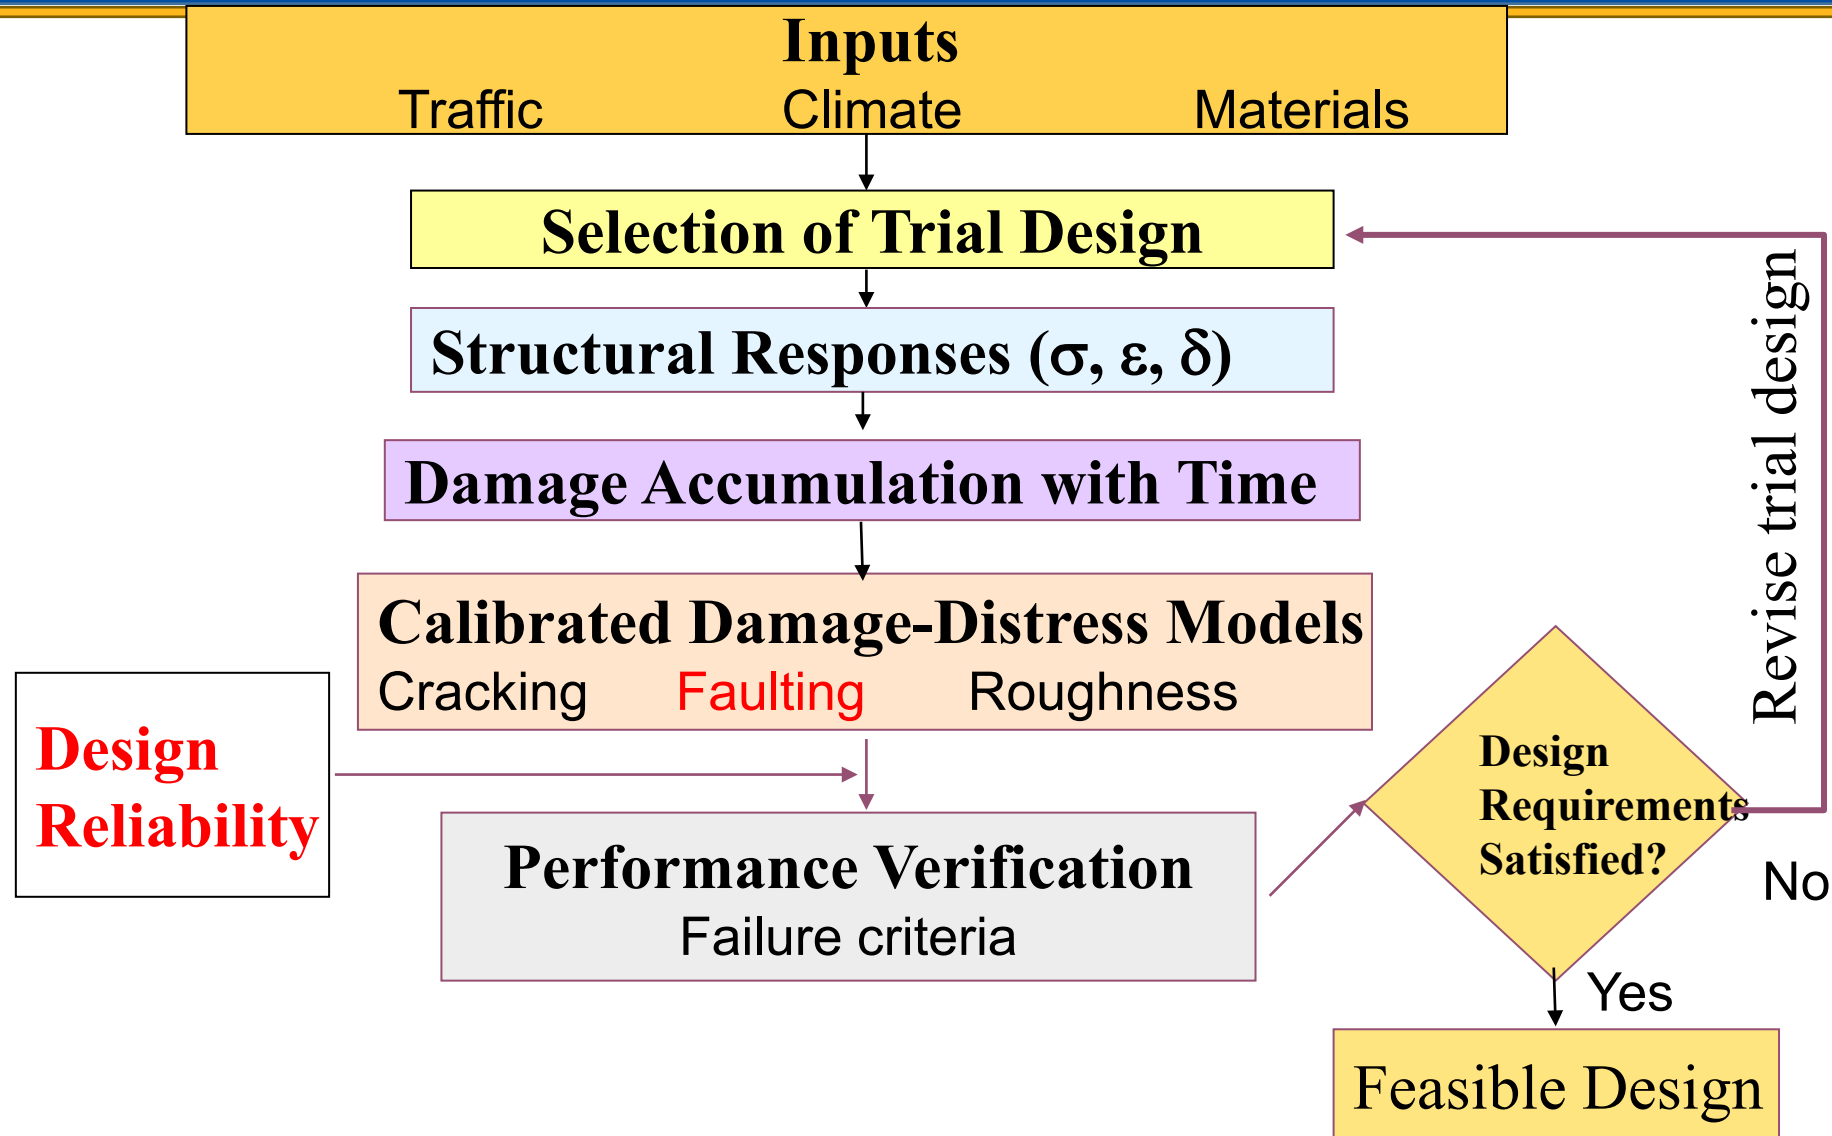 Inputs
Traffic Climate Materials
Selection of Trial Design
Structural Responses (σ, ε, δ)
Damage Accumulation with Time
Calibrated Damage-Distress Models
Cracking Faulting Roughness
Design
Reliability
Performance Verification
Failure criteria
Design
Requirements
Satisfied?
No
Revise trial design
Yes
Feasible Design